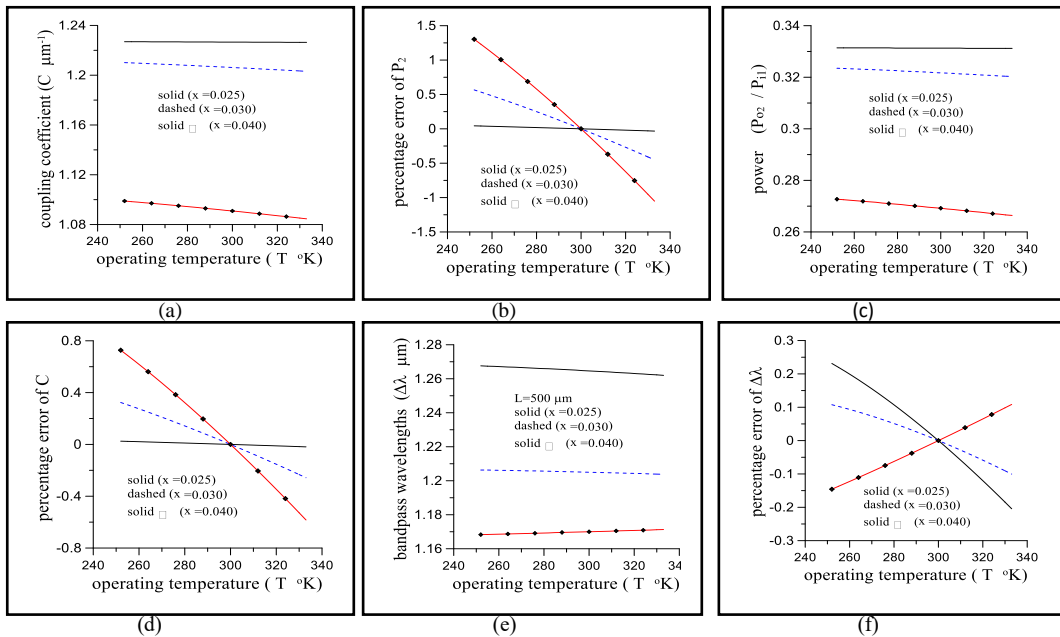 1.24
1.2
1.16
1.12
1.08
240 260 280 300 320 340
coupling coefficient (C μm⁻¹)
operating temperature ( T °K)
solid (x =0.025)
dashed (x =0.030)
solid □ (x =0.040)
(a)
1.5
1
0.5
0
-0.5
-1
-1.5
240 260 280 300 320 340
percentage error of P₂
operating temperature ( T °K)
solid (x =0.025)
dashed (x =0.030)
solid □ (x =0.040)
(b)
0.34
0.32
0.3
0.28
0.26
240 260 280 300 320 340
power (Pₒ₂ / Pᵢ₁)
operating temperature ( T °K)
solid (x =0.025)
dashed (x =0.030)
solid □ (x =0.040)
(c)
0.8
0.4
0
-0.4
-0.8
240 260 280 300 320 340
percentage error of C
operating temperature ( T °K)
solid (x =0.025)
dashed (x =0.030)
solid □ (x =0.040)
(d)
1.28
1.24
1.20
1.16
240 260 280 300 320 340
bandpass wavelengths (Δλ μm)
operating temperature ( T °K)
L=500 μm
solid (x =0.025)
dashed (x =0.030)
solid □ (x =0.040)
(e)
0.3
0.2
0.1
0
-0.1
-0.2
-0.3
240 260 280 300 320 340
percentage error of Δλ
operating temperature ( T °K)
solid (x =0.025)
dashed (x =0.030)
solid □ (x =0.040)
(f)